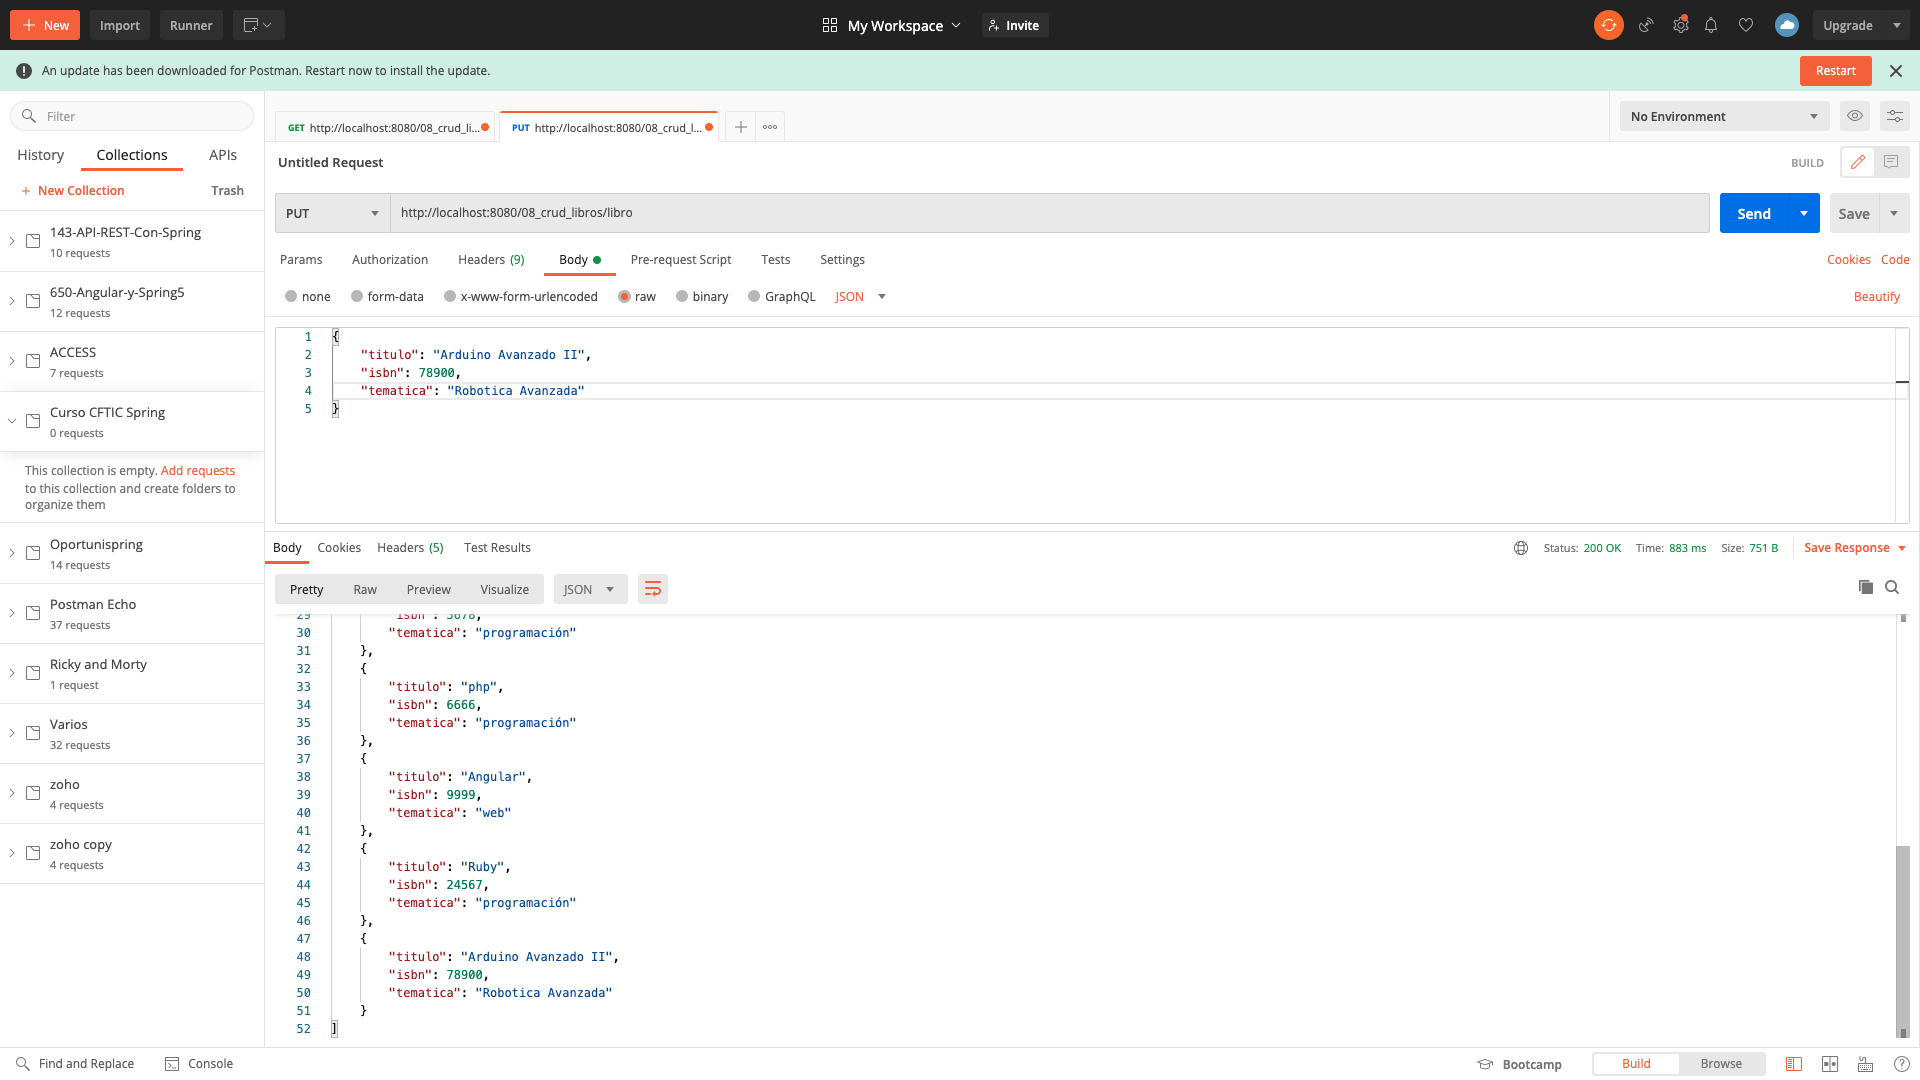 New
Import
Runner
My Workspace
Invite
Upgrade
An update has been downloaded for Postman. Restart now to install the update.
Restart
Filter
History
Collections
APIs
New Collection
Trash
143-API-REST-Con-Spring
10 requests
650-Angular-y-Spring5
12 requests
ACCESS
7 requests
Curso CFTIC Spring
0 requests
This collection is empty. Add requests
to this collection and create folders to
organize them
Oportunispring
14 requests
Postman Echo
37 requests
Ricky and Morty
1 request
Varios
32 requests
zoho
4 requests
zoho copy
4 requests
GET http://localhost:8080/08_crud_li...
PUT http://localhost:8080/08_crud_l...
No Environment
Untitled Request
BUILD
PUT
http://localhost:8080/08_crud_libros/libro
Send
Save
Params
Authorization
Headers (9)
Body
Pre-request Script
Tests
Settings
Cookies
Code
none
form-data
x-www-form-urlencoded
raw
binary
GraphQL
JSON
Beautify
1 {
2 "titulo": "Arduino Avanzado II",
3 "isbn": 78900,
4 "tematica": "Robotica Avanzada"
5 }
Body
Cookies
Headers (5)
Test Results
Status: 200 OK
Time: 883 ms
Size: 751 B
Save Response
Pretty
Raw
Preview
Visualize
JSON
29 "isbn": 5678,
30 "tematica": "programación"
31 },
32 {
33 "titulo": "php",
34 "isbn": 6666,
35 "tematica": "programación"
36 },
37 {
38 "titulo": "Angular",
39 "isbn": 9999,
40 "tematica": "web"
41 },
42 {
43 "titulo": "Ruby",
44 "isbn": 24567,
45 "tematica": "programación"
46 },
47 {
48 "titulo": "Arduino Avanzado II",
49 "isbn": 78900,
50 "tematica": "Robotica Avanzada"
51 }
52 ]
Find and Replace
Console
Bootcamp
Build
Browse